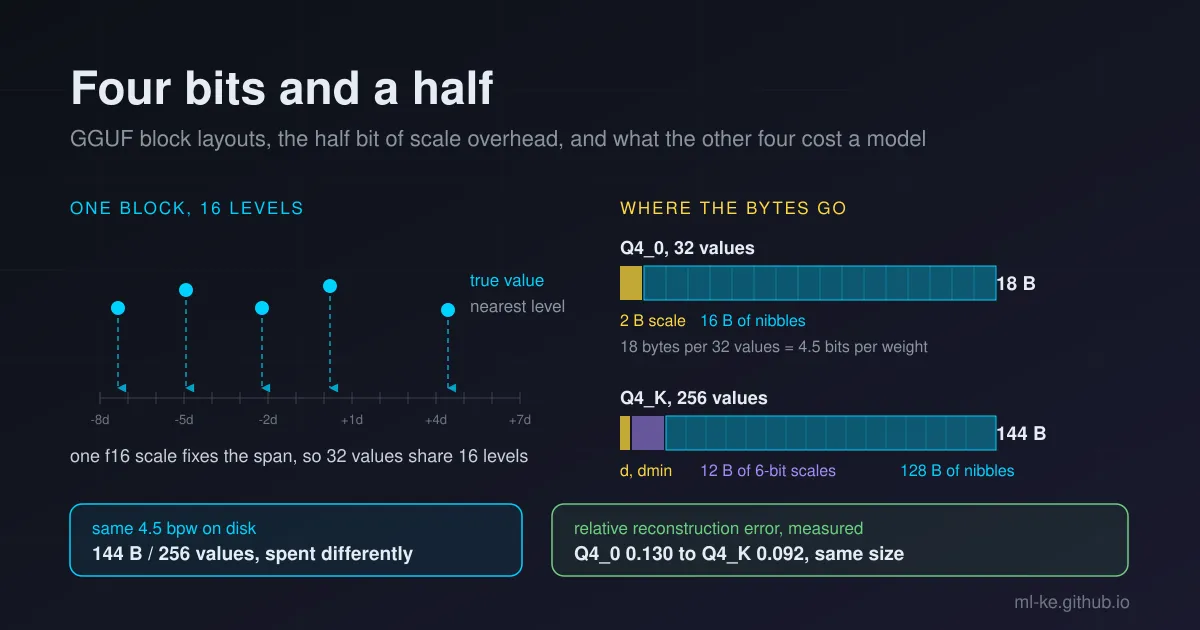 Four bits and a half
GGUF block layouts, the half bit of scale overhead, and what the other four cost a model
ONE BLOCK, 16 LEVELS
true value
nearest level
-8d -5d -2d +1d +4d +7d
one f16 scale fixes the span, so 32 values share 16 levels
WHERE THE BYTES GO
Q4_0, 32 values
18 B
2 B scale 16 B of nibbles
18 bytes per 32 values = 4.5 bits per weight
Q4_K, 256 values
144 B
d, dmin 12 B of 6-bit scales 128 B of nibbles
same 4.5 bpw on disk
144 B / 256 values, spent differently
relative reconstruction error, measured
Q4_0 0.130 to Q4_K 0.092, same size
ml-ke.github.io